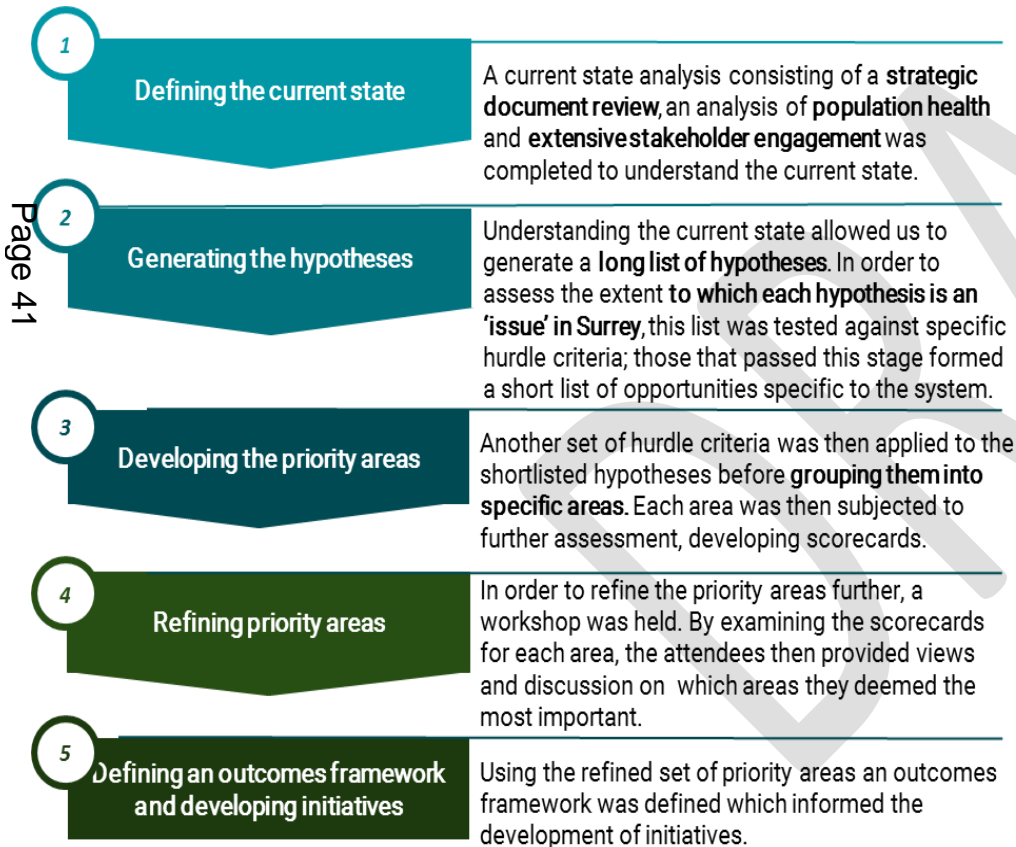 1
Defining the current state
A current state analysis consisting of a strategic
document review, an analysis of population health
and extensive stakeholder engagement was
completed to understand the current state.
Page 41
2
Generating the hypotheses
Understanding the current state allowed us to
generate a long list of hypotheses. In order to
assess the extent to which each hypothesis is an
‘issue’ in Surrey, this list was tested against specific
hurdle criteria; those that passed this stage formed
a short list of opportunities specific to the system.
3
Developing the priority areas
Another set of hurdle criteria was then applied to the
shortlisted hypotheses before grouping them into
specific areas. Each area was then subjected to
further assessment, developing scorecards.
4
Refining priority areas
In order to refine the priority areas further, a
workshop was held. By examining the scorecards
for each area, the attendees then provided views
and discussion on which areas they deemed the
most important.
5
Defining an outcomes framework
and developing initiatives
Using the refined set of priority areas an outcomes
framework was defined which informed the
development of initiatives.